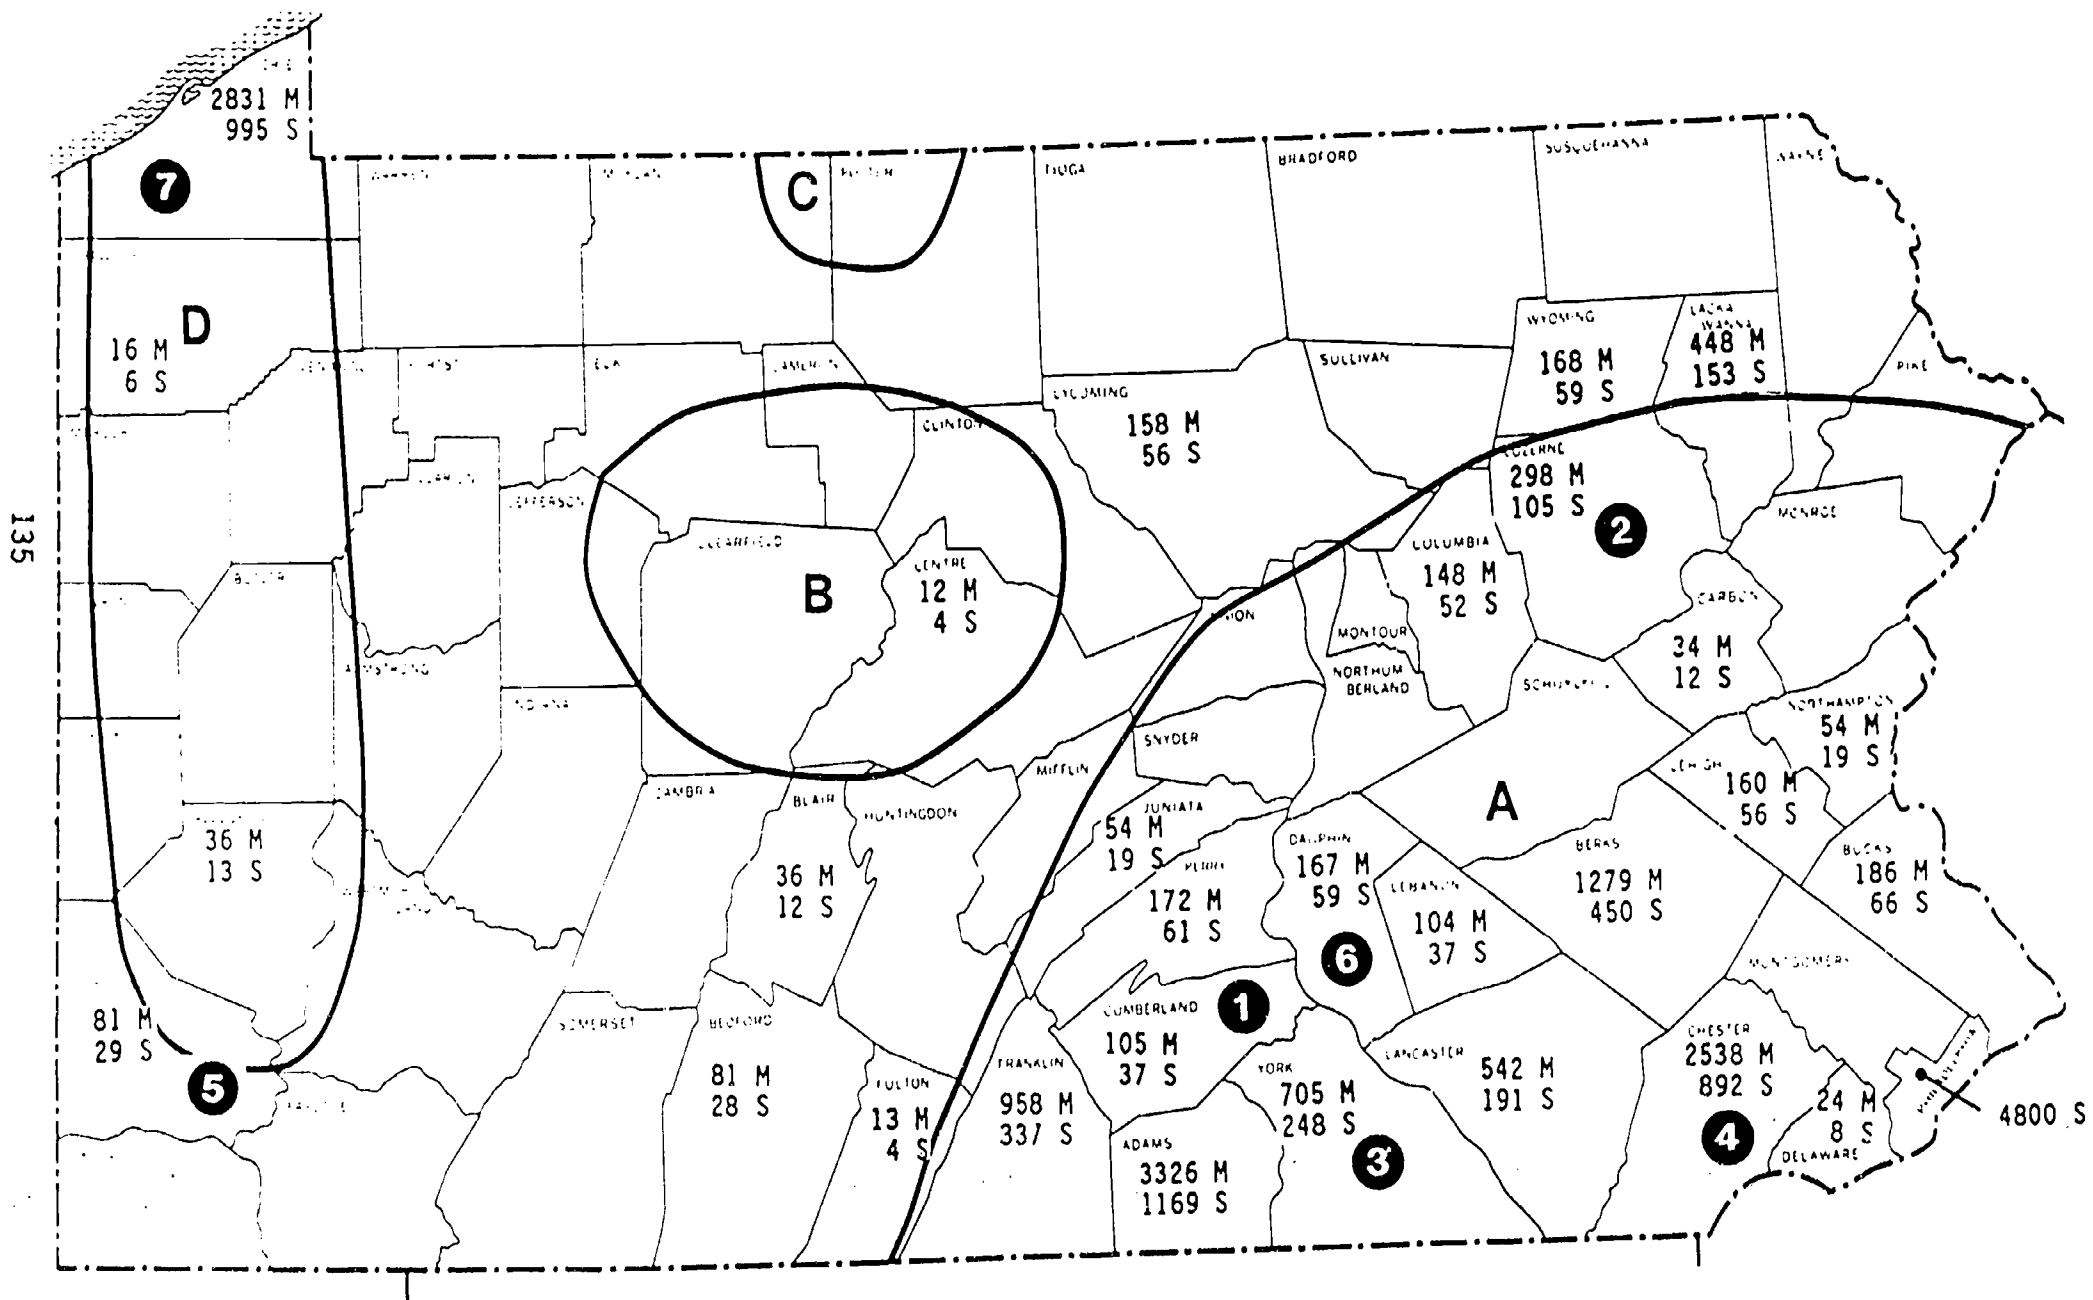 2831 M
995 S
7
C
TIOGA
BRADFORD
SUSQUEHANNA
D
16 M
6 S
WYOMING
168 M
59 S
LACKA
WANNA
448 M
153 S
SULLIVAN
PIKE
LYCOMING
158 M
56 S
CLINTON
LUZERNE
298 M
105 S
2
JEFFERSON
MONROE
135
CLEARFIELD
B
CENTRE
12 M
4 S
COLUMBIA
148 M
52 S
CARBON
34 M
12 S
MONTOUR
NORTHUM
BERLAND
ARMSTRONG
INDIANA
NORTHAMPTON
54 M
19 S
SNYDER
MIFFLIN
LEHIGH
160 M
56 S
CAMBRIA
BLAIR
36 M
12 S
HUNTINGDON
JUNIATA
54 M
19 S
A
36 M
13 S
PERRY
172 M
61 S
DAUPHIN
167 M
59 S
6
LEBANON
104 M
37 S
BERKS
1279 M
450 S
BUCKS
186 M
66 S
MONTGOMERY
81 M
29 S
5
SOMERSET
BEDFORD
81 M
28 S
FULTON
13 M
4 S
FRANKLIN
958 M
337 S
CUMBERLAND
1
105 M
37 S
YORK
705 M
248 S
3
LANCASTER
542 M
191 S
CHESTER
2538 M
892 S
4
24 M
8 S
DELAWARE
4800 S
ADAMS
3326 M
1169 S